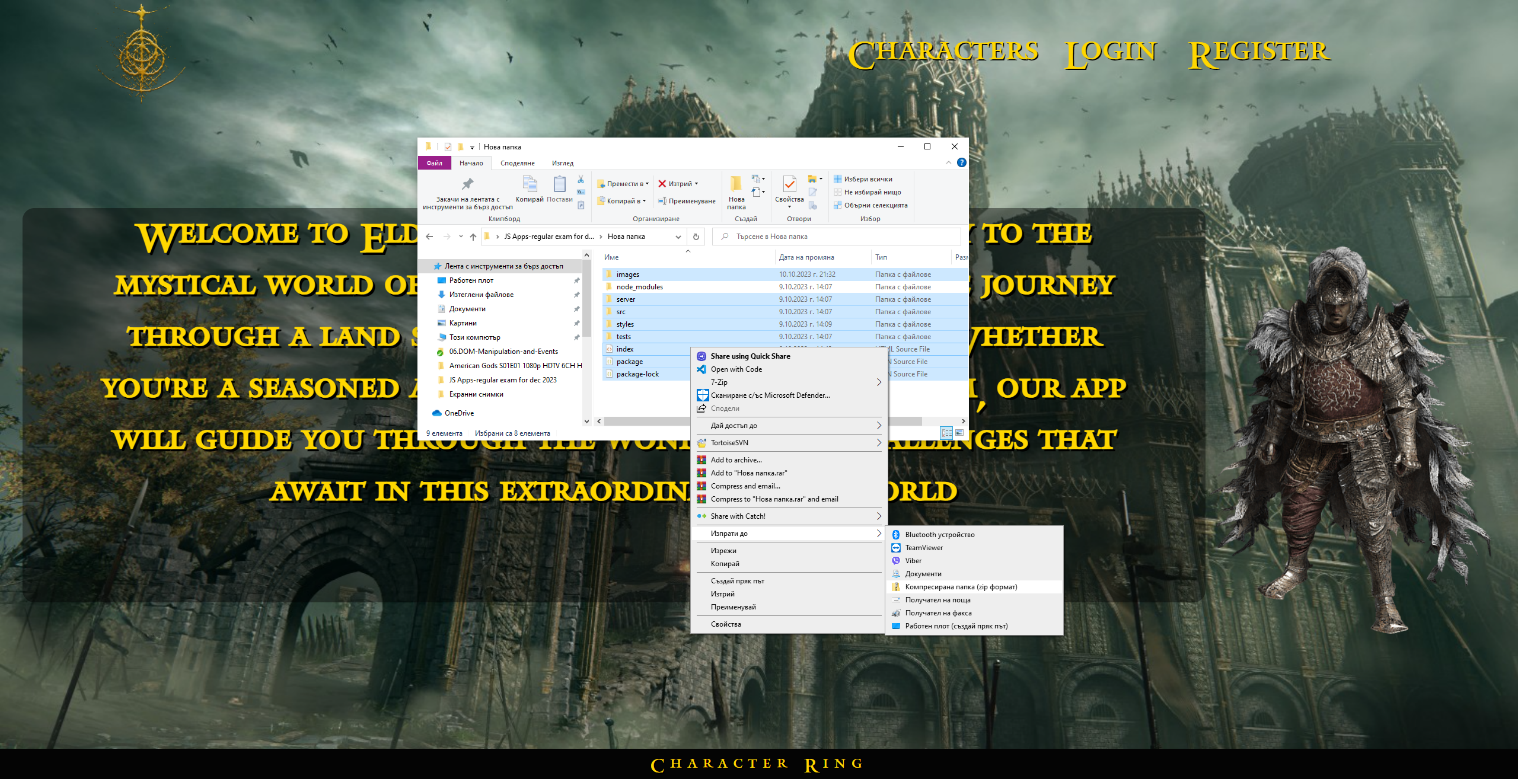 Characters Login Register
Нова папка
Файл Начало Споделяне Изглед
Закачи на лентата с инструменти за бърз достъп
Копирай
Постави
Клипборд
Премести в
Копирай в
Изтрий
Преименуване
Организиране
Нова папка
Създай
Свойства
Отвори
Избери всички
Не избирай нищо
Обърни селекцията
Избор
JS Apps-regular exam for d... › Нова папка
Търсене в Нова папка
Лента с инструменти за бърз достъп
Работен плот
Изтеглени файлове
Документи
Картини
Този компютър
06.DOM-Manipulation-and-Events
American Gods S01E01 1080p HDTV 6CH H
JS Apps-regular exam for dec 2023
Екранни снимки
OneDrive
Име Дата на промяна Тип Разм
images 10.10.2023 г. 21:32 Папка с файлове
node_modules 9.10.2023 г. 14:07 Папка с файлове
server 9.10.2023 г. 14:07 Папка с файлове
src 9.10.2023 г. 14:07 Папка с файлове
styles 9.10.2023 г. 14:09 Папка с файлове
tests 9.10.2023 г. 14:07 Папка с файлове
index Source File
package Source File
package-lock Source File
9 елемента Избрани са 8 елемента
Share using Quick Share
Open with Code
7-Zip
Сканиране с/със Microsoft Defender...
Сподели
Дай достъп до
TortoiseSVN
Add to archive...
Add to "Нова папка.rar"
Compress and email...
Compress to "Нова папка.rar" and email
Share with Catch!
Изпрати до
Изрежи
Копирай
Създай пряк път
Изтрий
Преименувай
Свойства
Bluetooth устройство
TeamViewer
Viber
Документи
Компресирана папка (zip формат)
Получател на поща
Получател на факса
Работен плот (създай пряк път)
Welcome to Eld to the
mystical world of journey
through a land s Whether
you're a seasoned a , our app
will guide you through the won enges that
await in this extraordin orld
Character Ring